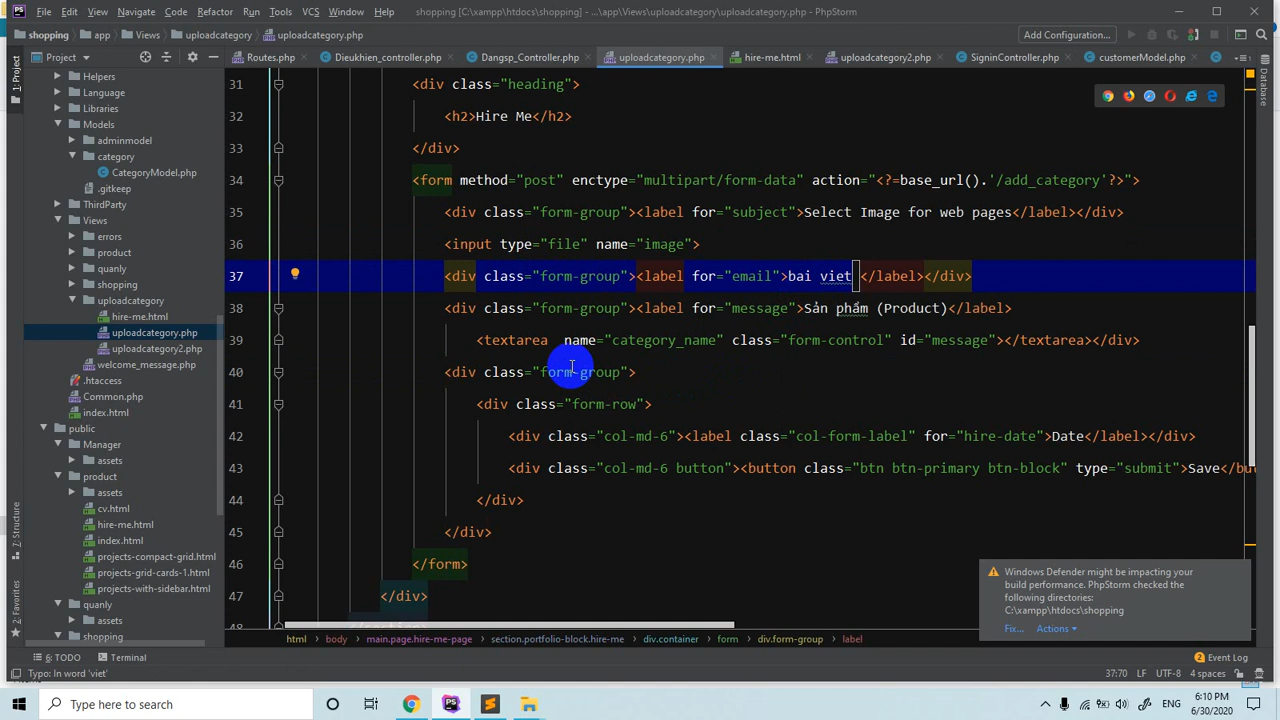 File Edit View Navigate Code Refactor Run Tools VCS Window Help shopping [C:\xampp\htdocs\shopping] - ...\app\Views\uploadcategory\uploadcategory.php - PhpStorm
shopping app Views uploadcategory uploadcategory.php Add Configuration...
Project Routes.php Dieukhien_Controller.php Dangsp_Controller.php uploadcategory.php hire-me.html uploadcategory2.php SigninController.php customerModel.php
1: Project
7: Structure
2: Favorites
Database
Helpers
Language
Libraries
Models
adminmodel
category
CategoryModel.php
.gitkeep
ThirdParty
Views
errors
product
quanly
shopping
uploadcategory
hire-me.html
uploadcategory.php
uploadcategory2.php
welcome_message.php
.htaccess
Common.php
index.html
public
Manager
assets
product
assets
cv.html
hire-me.html
index.html
projects-compact-grid.html
projects-grid-cards-1.html
projects-with-sidebar.html
quanly
assets
shopping
31 <div class="heading">
32 <h2>Hire Me</h2>
33 </div>
34 <form method="post" enctype="multipart/form-data" action="<?=base_url().'/add_category'?>">
35 <div class="form-group"><label for="subject">Select Image for web pages</label></div>
36 <input type="file" name="image">
37 <div class="form-group"><label for="email">bai viet </label></div>
38 <div class="form-group"><label for="message">Sản phẩm (Product)</label>
39 <textarea name="category_name" class="form-control" id="message"></textarea></div>
40 <div class="form-group">
41 <div class="form-row">
42 <div class="col-md-6"><label class="col-form-label" for="hire-date">Date</label></div>
43 <div class="col-md-6 button"><button class="btn btn-primary btn-block" type="submit">Save</bu
44 </div>
45 </div>
46 </form>
47 </div>
48
Windows Defender might be impacting your
build performance. PhpStorm checked the
following directories:
C:\xampp\htdocs\shopping
Fix... Actions
html body main.page.hire-me-page section.portfolio-block.hire-me div.container form div.form-group label
6: TODO Terminal 2 Event Log
Typo: In word 'viet' 37:70 LF UTF-8 4 spaces
Type here to search ENG 6:10 PM
6/30/2020